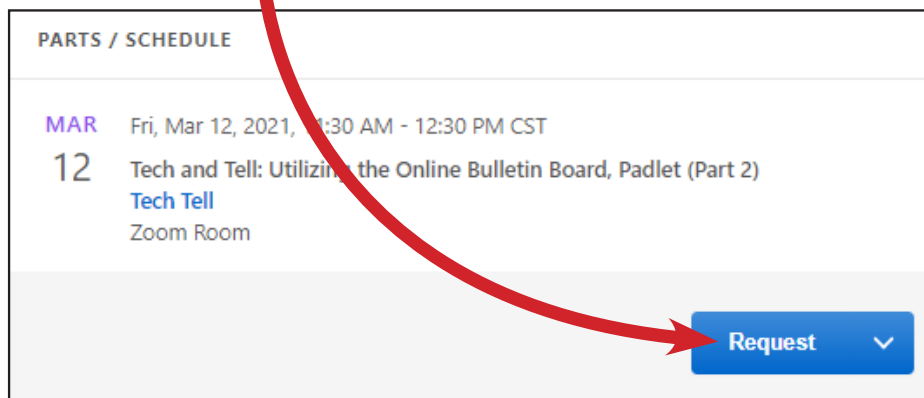 PARTS / SCHEDULE
MAR
12
Fri, Mar 12, 2021, :30 AM - 12:30 PM CST
Tech and Tell: Utilizing the Online Bulletin Board, Padlet (Part 2)
Tech Tell
Zoom Room
Request